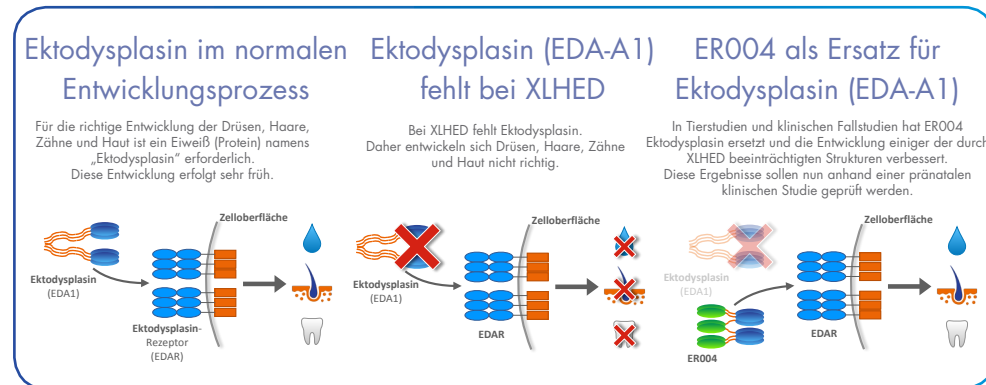 Ektodysplasin im normalen
Entwicklungsprozess
Für die richtige Entwicklung der Drüsen, Haare,
Zähne und Haut ist ein Eiweiß (Protein) namens
„Ektodysplasin" erforderlich.
Diese Entwicklung erfolgt sehr früh.
Zelloberfläche
Ektodysplasin
(EDA1)
Ektodysplasin-
Rezeptor
(EDAR)
Ektodysplasin (EDA-A1)
fehlt bei XLHED
Bei XLHED fehlt Ektodysplasin.
Daher entwickeln sich Drüsen, Haare, Zähne
und Haut nicht richtig.
Zelloberfläche
Ektodysplasin
(EDA1)
EDAR
ER004 als Ersatz für
Ektodysplasin (EDA-A1)
In Tierstudien und klinischen Fallstudien hat ER004
Ektodysplasin ersetzt und die Entwicklung einiger der durch
XLHED beeinträchtigten Strukturen verbessert.
Diese Ergebnisse sollen nun anhand einer pränatalen
klinischen Studie geprüft werden.
Zelloberfläche
Ektodysplasin
(EDA1)
EDAR
ER004